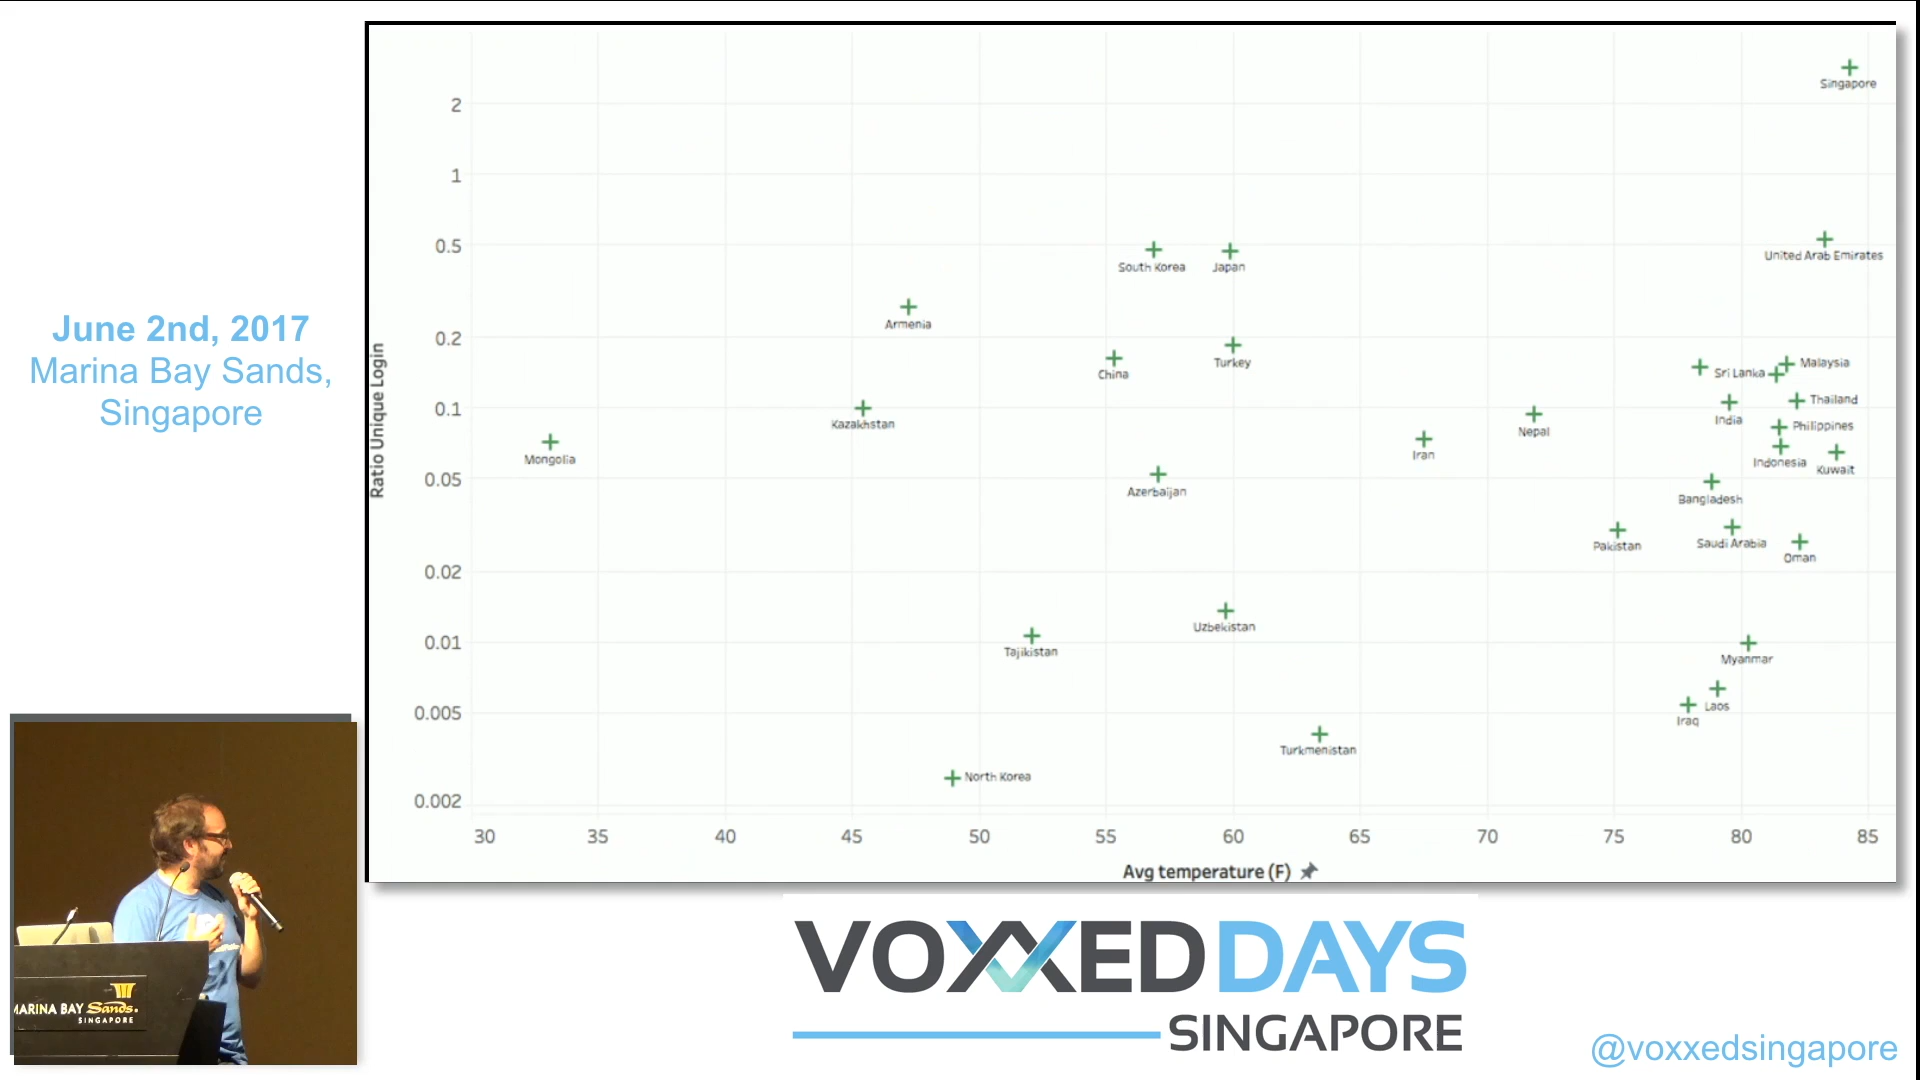 June 2nd, 2017
Marina Bay Sands,
Singapore
Ratio Unique Login
2
1
0.5
0.2
0.1
0.05
0.02
0.01
0.005
0.002
Singapore
United Arab Emirates
South Korea
Japan
Armenia
Turkey
China
Malaysia
Sri Lanka
Thailand
Kazakhstan
India
Philippines
Nepal
Mongolia
Iran
Indonesia
Kuwait
Azerbaijan
Bangladesh
Pakistan
Saudi Arabia
Oman
Uzbekistan
Tajikistan
Myanmar
Laos
Iraq
Turkmenistan
North Korea
30 35 40 45 50 55 60 65 70 75 80 85
Avg temperature (F)
MARINA BAY Sands.
SINGAPORE
VOXXED DAYS
SINGAPORE
@voxxedsingapore